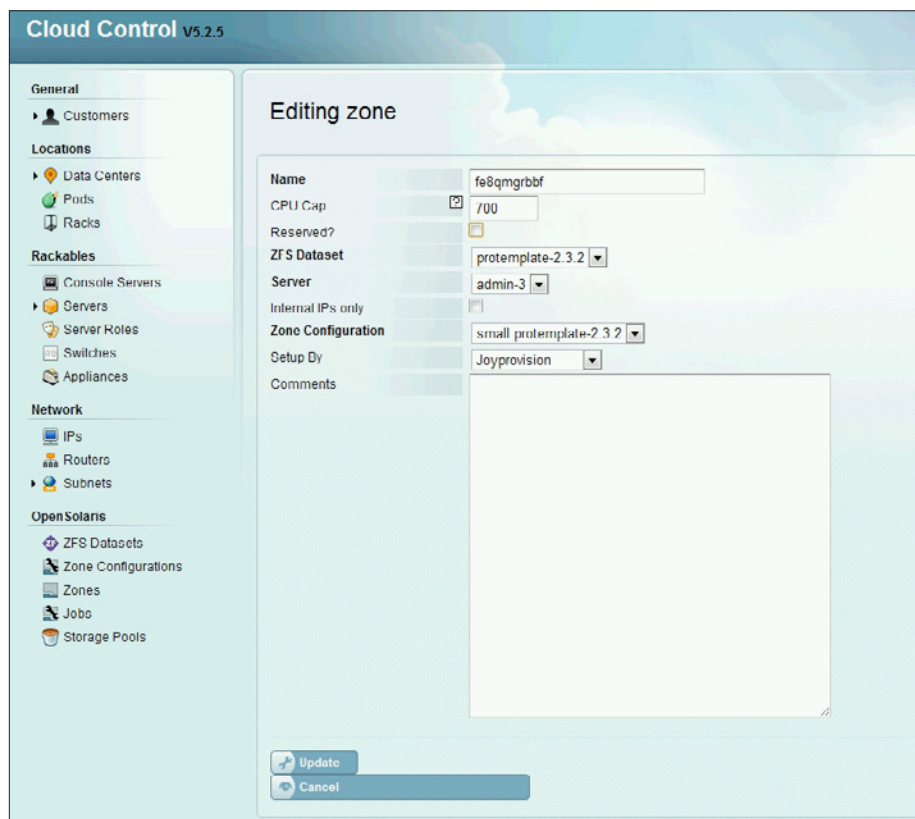 Cloud Control V5.2.5
General
Customers
Locations
Data Centers
Pods
Racks
Rackables
Console Servers
Servers
Server Roles
Switches
Appliances
Network
IPs
Routers
Subnets
OpenSolaris
ZFS Datasets
Zone Configurations
Zones
Jobs
Storage Pools
Editing zone
Name fe8qmgrbbf
CPU Cap ? 700
Reserved?
ZFS Dataset protemplate-2.3.2
Server admin-3
Internal IPs only
Zone Configuration small protemplate-2.3.2
Setup By Joyprovision
Comments
Update
Cancel